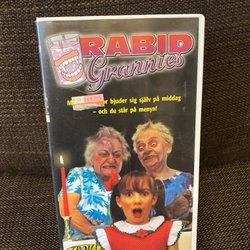 RABID
Grannies
bjuder sig själv på middag
– och du står på menyn!